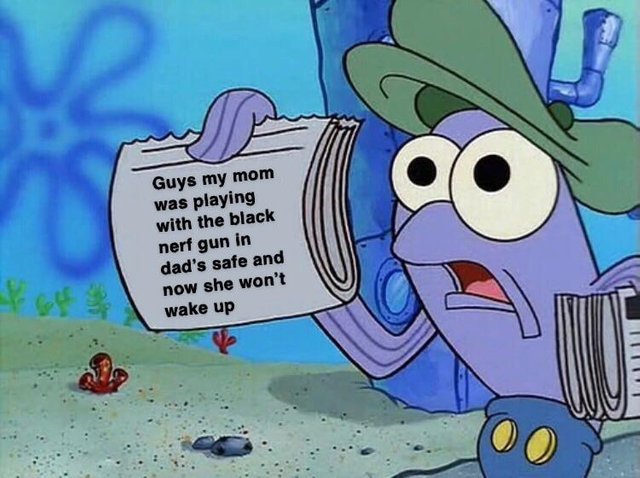 Guys my mom
was playing
with the black
nerf gun in
dad's safe and
now she won't
wake up